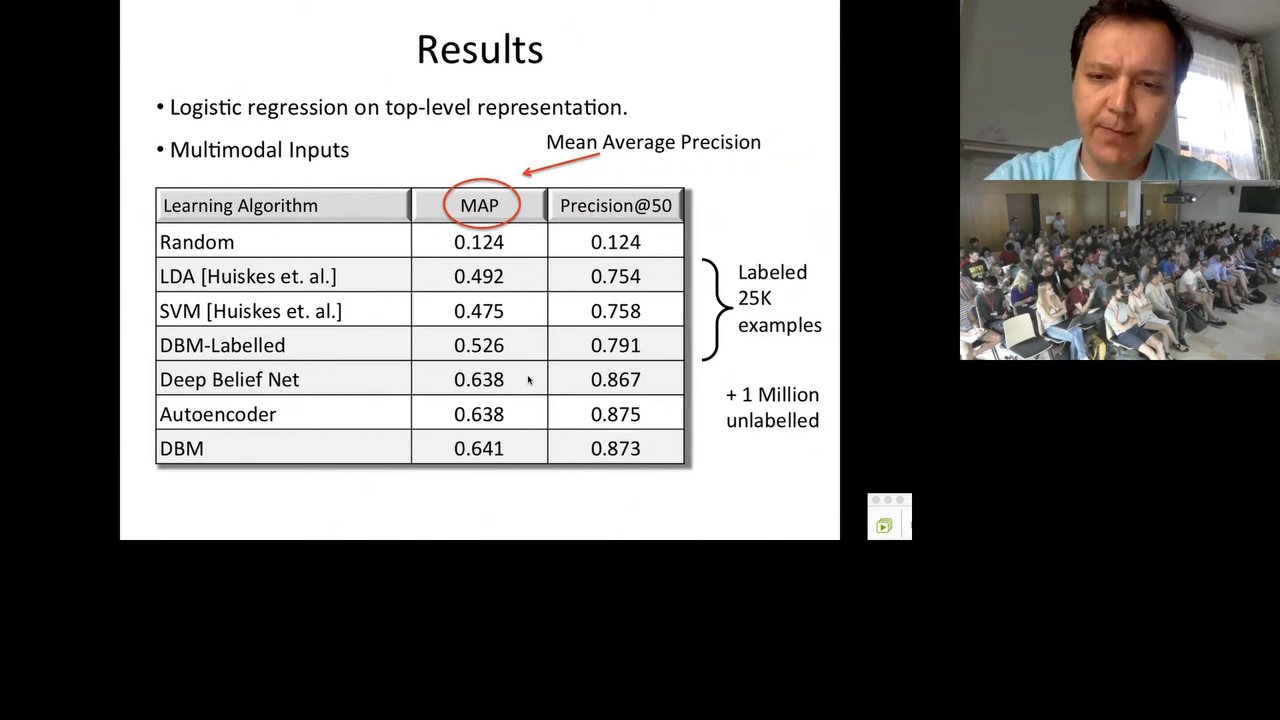 Results
• Logistic regression on top-level representation.
• Multimodal Inputs
Mean Average Precision
Learning Algorithm MAP Precision@50
Random 0.124 0.124
LDA [Huiskes et. al.] 0.492 0.754
SVM [Huiskes et. al.] 0.475 0.758
DBM-Labelled 0.526 0.791
Deep Belief Net 0.638 0.867
Autoencoder 0.638 0.875
DBM 0.641 0.873
Labeled
25K
examples
+ 1 Million
unlabelled